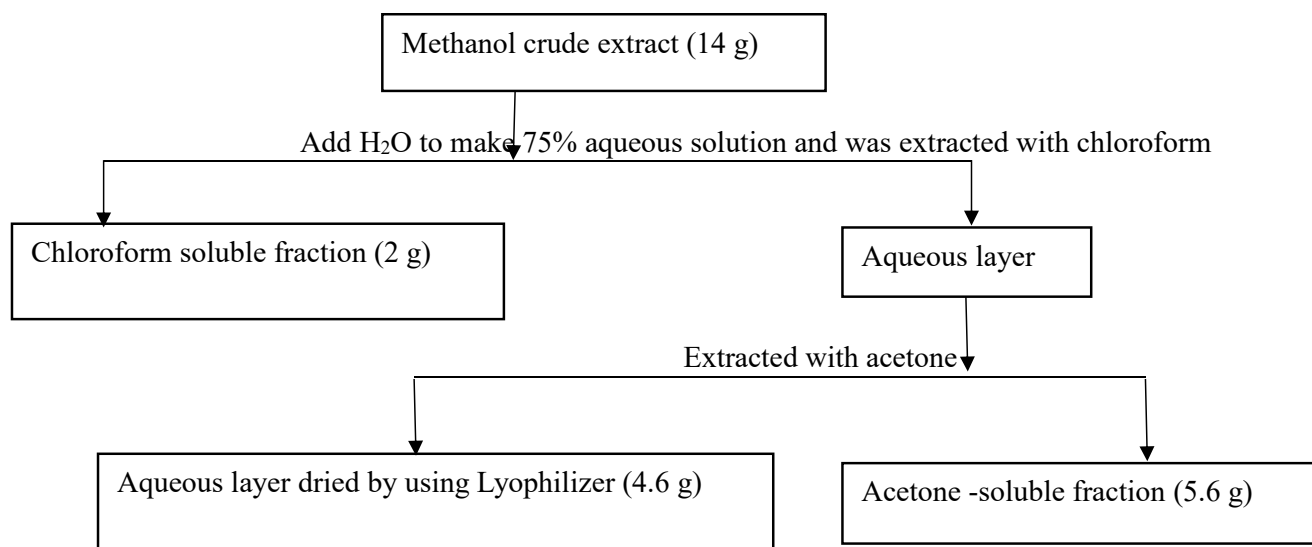 Methanol crude extract (14 g)
Add H₂O to make 75% aqueous solution and was extracted with chloroform
Chloroform soluble fraction (2 g)
Aqueous layer
Extracted with acetone
Aqueous layer dried by using Lyophilizer (4.6 g)
Acetone -soluble fraction (5.6 g)